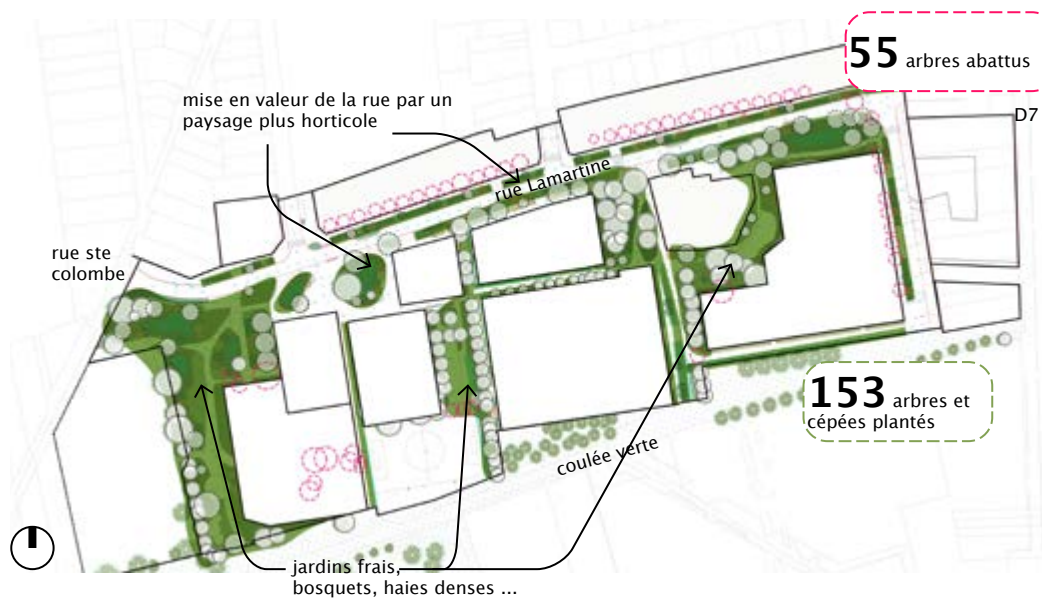 55 arbres abattus
mise en valeur de la rue par un
paysage plus horticole
D7
rue Lamartine
rue ste
colombe
153 arbres et
cépées plantés
coulée verte
jardins frais,
bosquets, haies denses ...